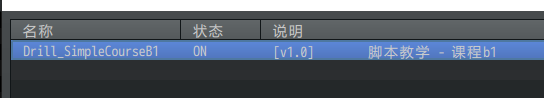 名称 状态 说明
Drill_SimpleCourseB1 ON [v1.0] 脚本教学 - 课程b1